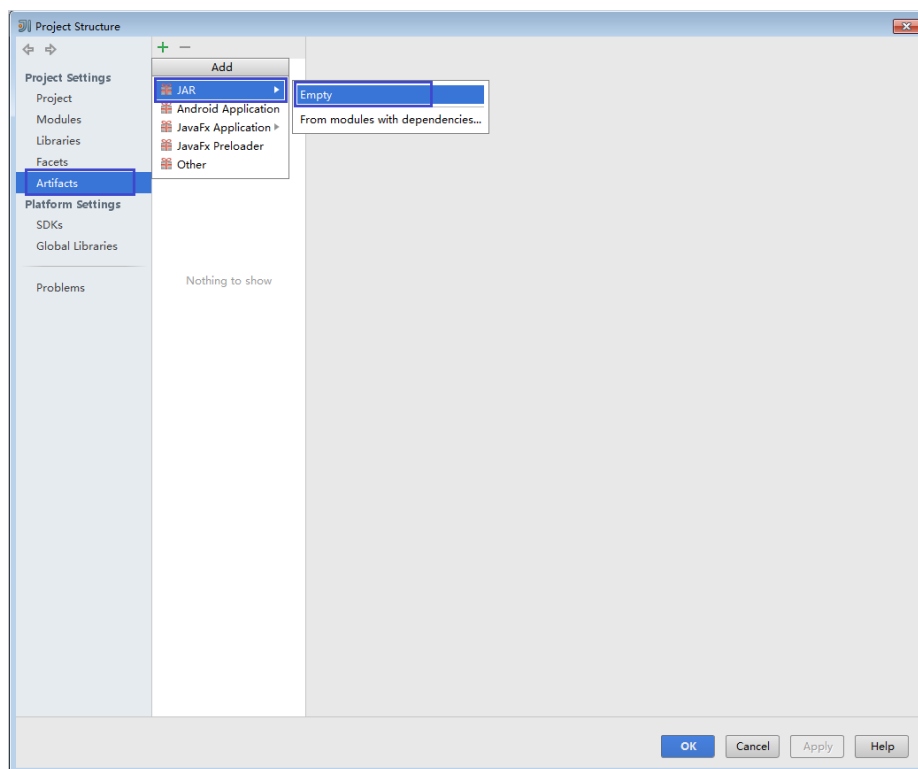 Project Structure
Project Settings
Project
Modules
Libraries
Facets
Artifacts
Platform Settings
SDKs
Global Libraries
Problems
Add
JAR
Android Application
JavaFx Application
JavaFx Preloader
Other
Empty
From modules with dependencies...
Nothing to show
OK Cancel Apply Help